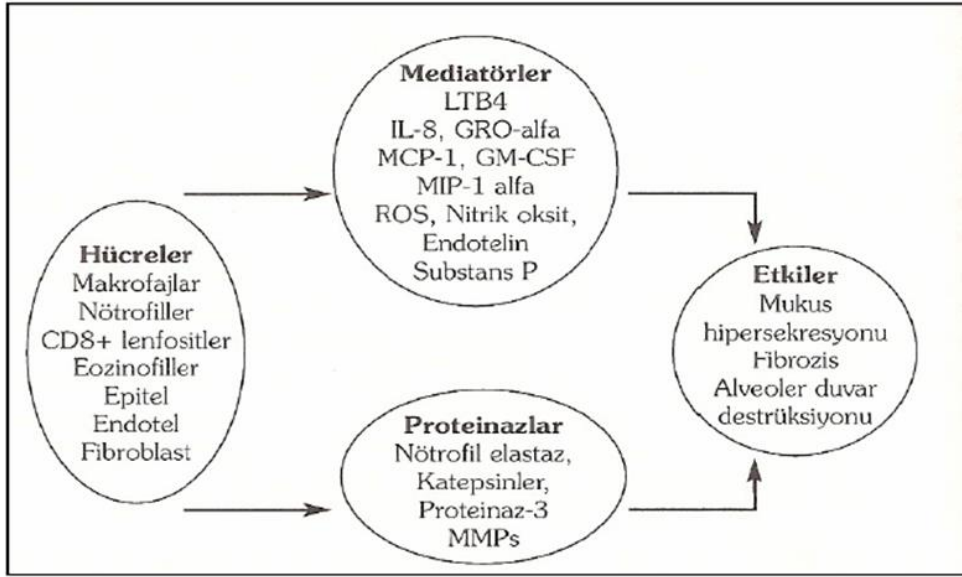 Hücreler
Makrofajlar
Nötrofiller
CD8+ lenfositler
Eozinofiller
Epitel
Endotel
Fibroblast
Mediatörler
LTB4
IL-8, GRO-alfa
MCP-1, GM-CSF
MIP-1 alfa
ROS, Nitrik oksit,
Endotelin
Substans P
Proteinazlar
Nötrofil elastaz,
Katepsinler,
Proteinaz-3
MMPs
Etkiler
Mukus
hipersekresyonu
Fibrozis
Alveoler duvar
destrüksiyonu